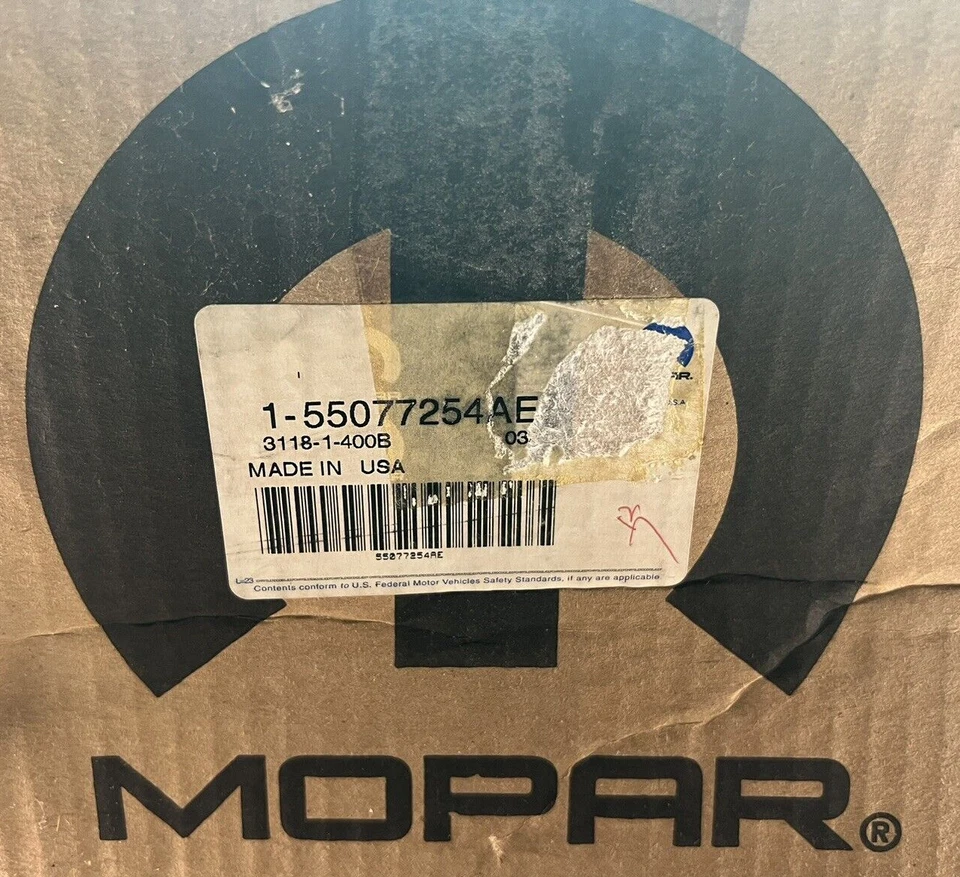 1-55077254AE
3118-1-400B 03
MADE IN USA
55077254AE
L-23
Contents conform to U.S. Federal Motor Vehicles Safety Standards, if any are applicable.
MOPAR®